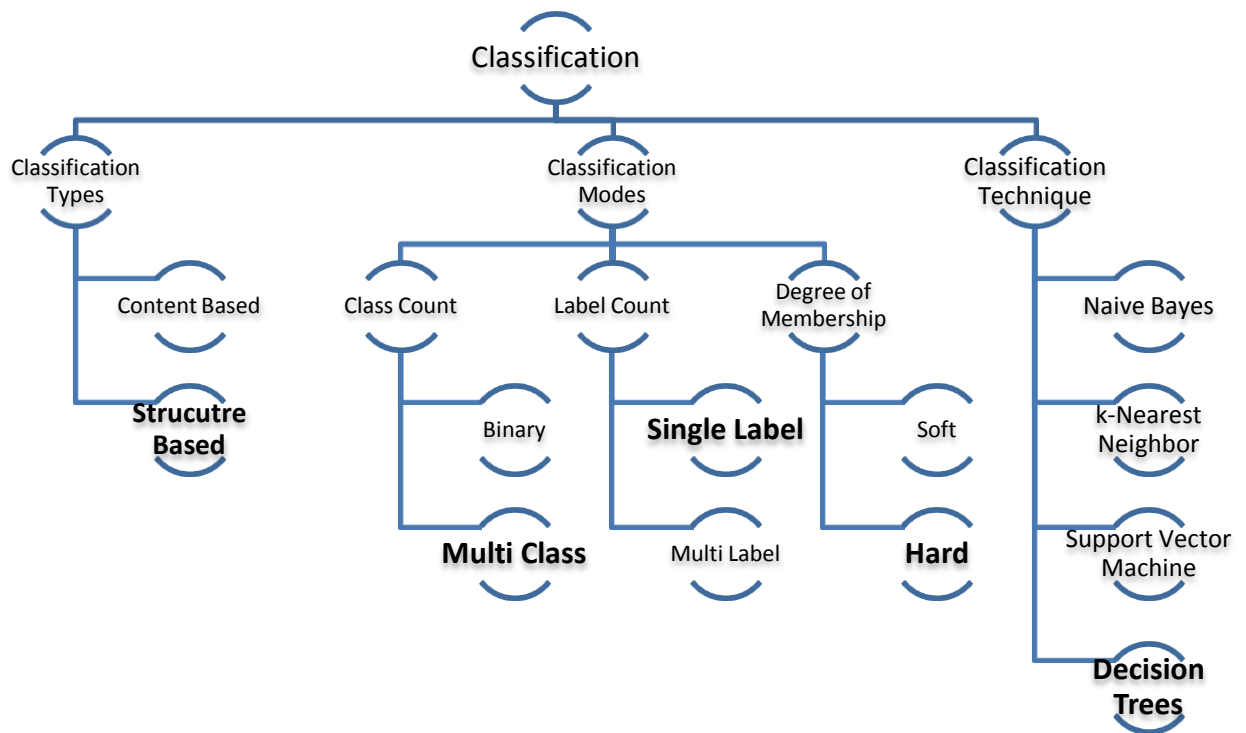 Classification
Classification
Types
Classification
Modes
Classification
Technique
Content Based
Class Count
Label Count
Degree of
Membership
Naive Bayes
Strucutre
Based
Binary
Single Label
Soft
k-Nearest
Neighbor
Multi Class
Multi Label
Hard
Support Vector
Machine
Decision
Trees